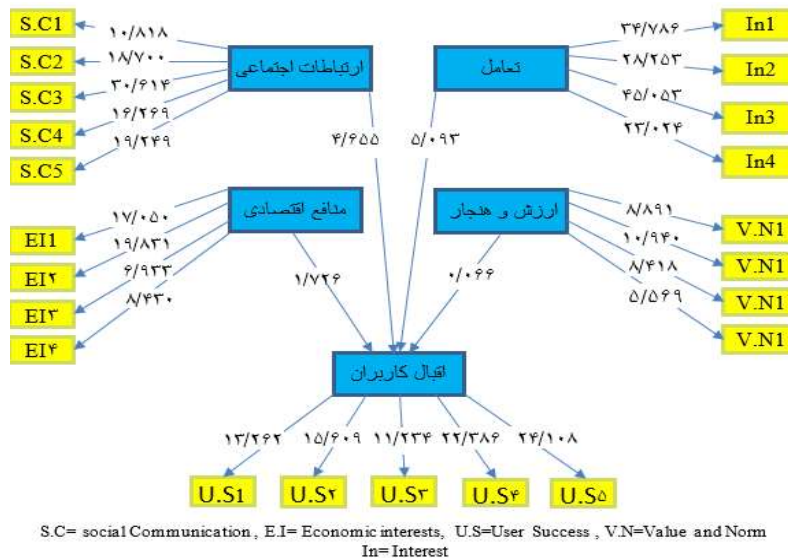 S.C1
S.C2
S.C3
S.C4
S.C5
۱۰/۸۱۸
۱۸/۷۰۰
۳۰/۶۱۴
۱۶/۲۶۹
۱۹/۲۴۹
ارتباطات اجتماعی
تعامل
۳۴/۷۸۶
۲۸/۲۵۳
۴۵/۰۵۳
۲۳/۰۲۴
In1
In2
In3
In4
۴/۶۵۵
۵/۰۹۳
EI1
EI۲
EI۳
EI۴
۱۷/۰۵۰
۱۹/۸۳۱
۶/۹۳۳
۸/۴۳۰
منافع اقتصادی
ارزش و هنجار
۸/۸۹۱
۱۰/۹۴۰
۸/۴۱۸
۵/۵۶۹
V.N1
V.N1
V.N1
V.N1
۱/۷۲۶
۰/۰۶۶
اقبال کاربران
۱۳/۲۶۲
۱۵/۶۰۹
۱۱/۲۳۴
۲۲/۳۸۶
۲۴/۱۰۸
U.S1
U.S۲
U.S۳
U.S۴
U.S۵
S.C= social Communication , E.I= Economic interests, U.S=User Success , V.N=Value and Norm
In= Interest